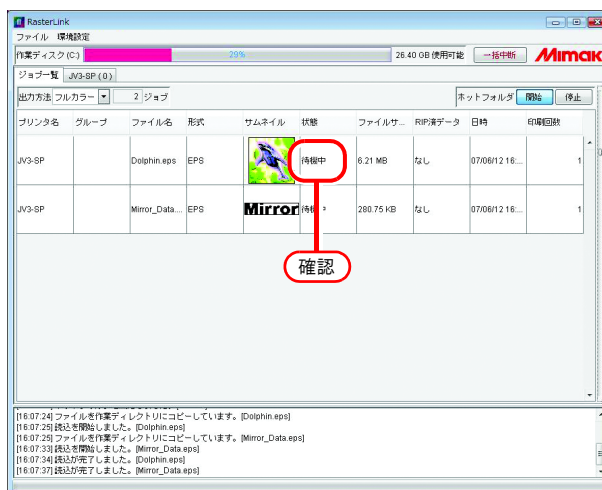 RasterLink
ファイル 環境設定
作業ディスク(C:) 29% 26.40 GB 使用可能 一括中断 Mimak
ジョブ一覧 JV3-SP ( 0 )
出力方法 フルカラー 2 ジョブ ホットフォルダ 開始 停止
プリンタ名 グループ ファイル名 形式 サムネイル 状態 ファイルサ... RIP済データ 日時 印刷回数
JV3-SP Dolphin.eps EPS 待機中 6.21 MB なし 07/06/12 16:... 1
JV3-SP Mirror_Data.... EPS Mirror 待 280.75 KB なし 07/06/12 16:... 1
確認
[16:07:24] ファイルを作業ディレクトリにコピーしています。[Dolphin.eps]
[16:07:25] 読込を開始しました。[Dolphin.eps]
[16:07:25] ファイルを作業ディレクトリにコピーしています。[Mirror_Data.eps]
[16:07:33] 読込を開始しました。[Mirror_Data.eps]
[16:07:34] 読込が完了しました。[Dolphin.eps]
[16:07:37] 読込が完了しました。[Mirror_Data.eps]